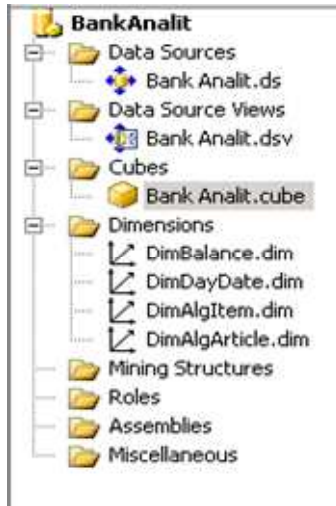 BankAnalit
Data Sources
Bank Analit.ds
Data Source Views
Bank Analit.dsv
Cubes
Bank Analit.cube
Dimensions
DimBalance.dim
DimDayDate.dim
DimAlgItem.dim
DimAlgArticle.dim
Mining Structures
Roles
Assemblies
Miscellaneous